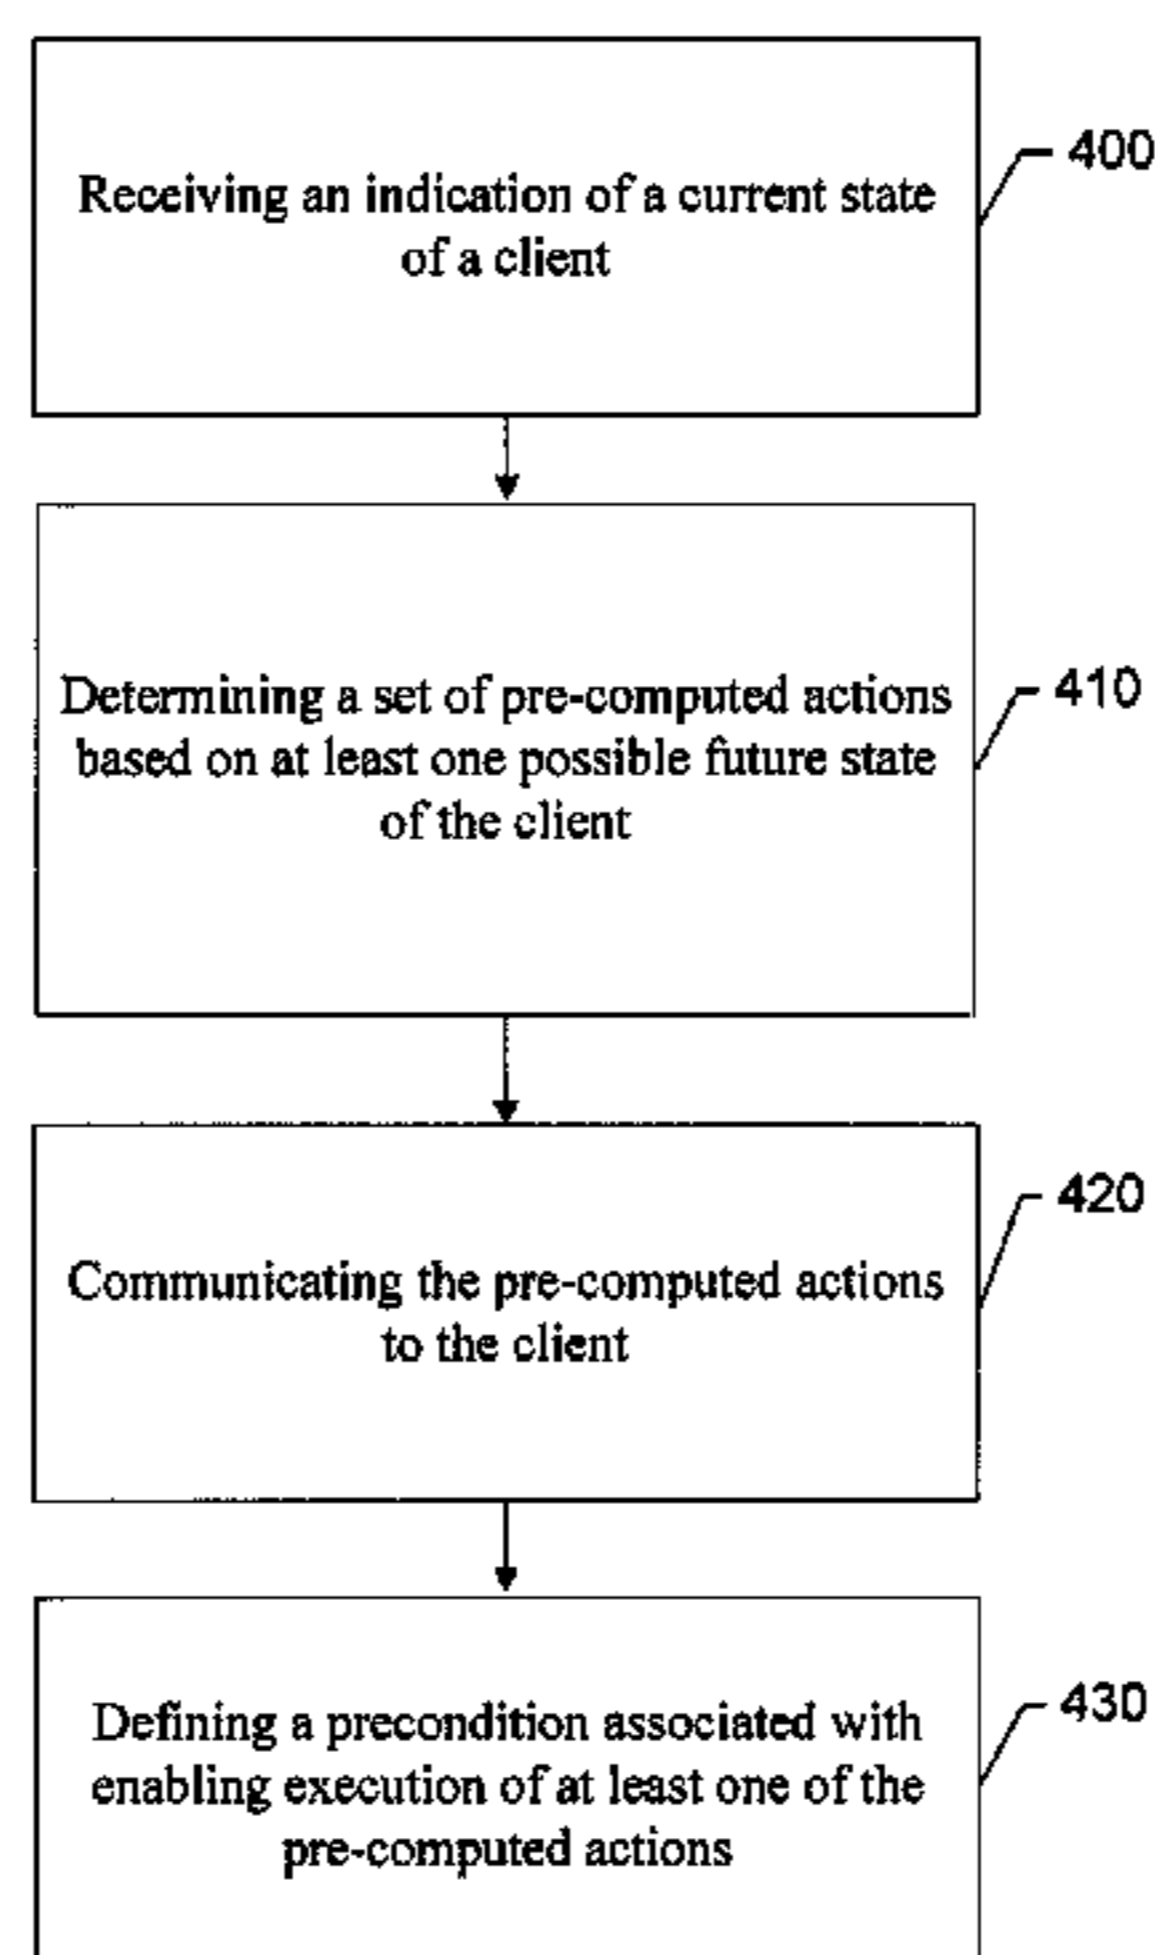 Receiving an indication of a current state
of a client
400
Determining a set of pre-computed actions
based on at least one possible future state
of the client
410
Communicating the pre-computed actions
to the client
420
Defining a precondition associated with
enabling execution of at least one of the
pre-computed actions
430